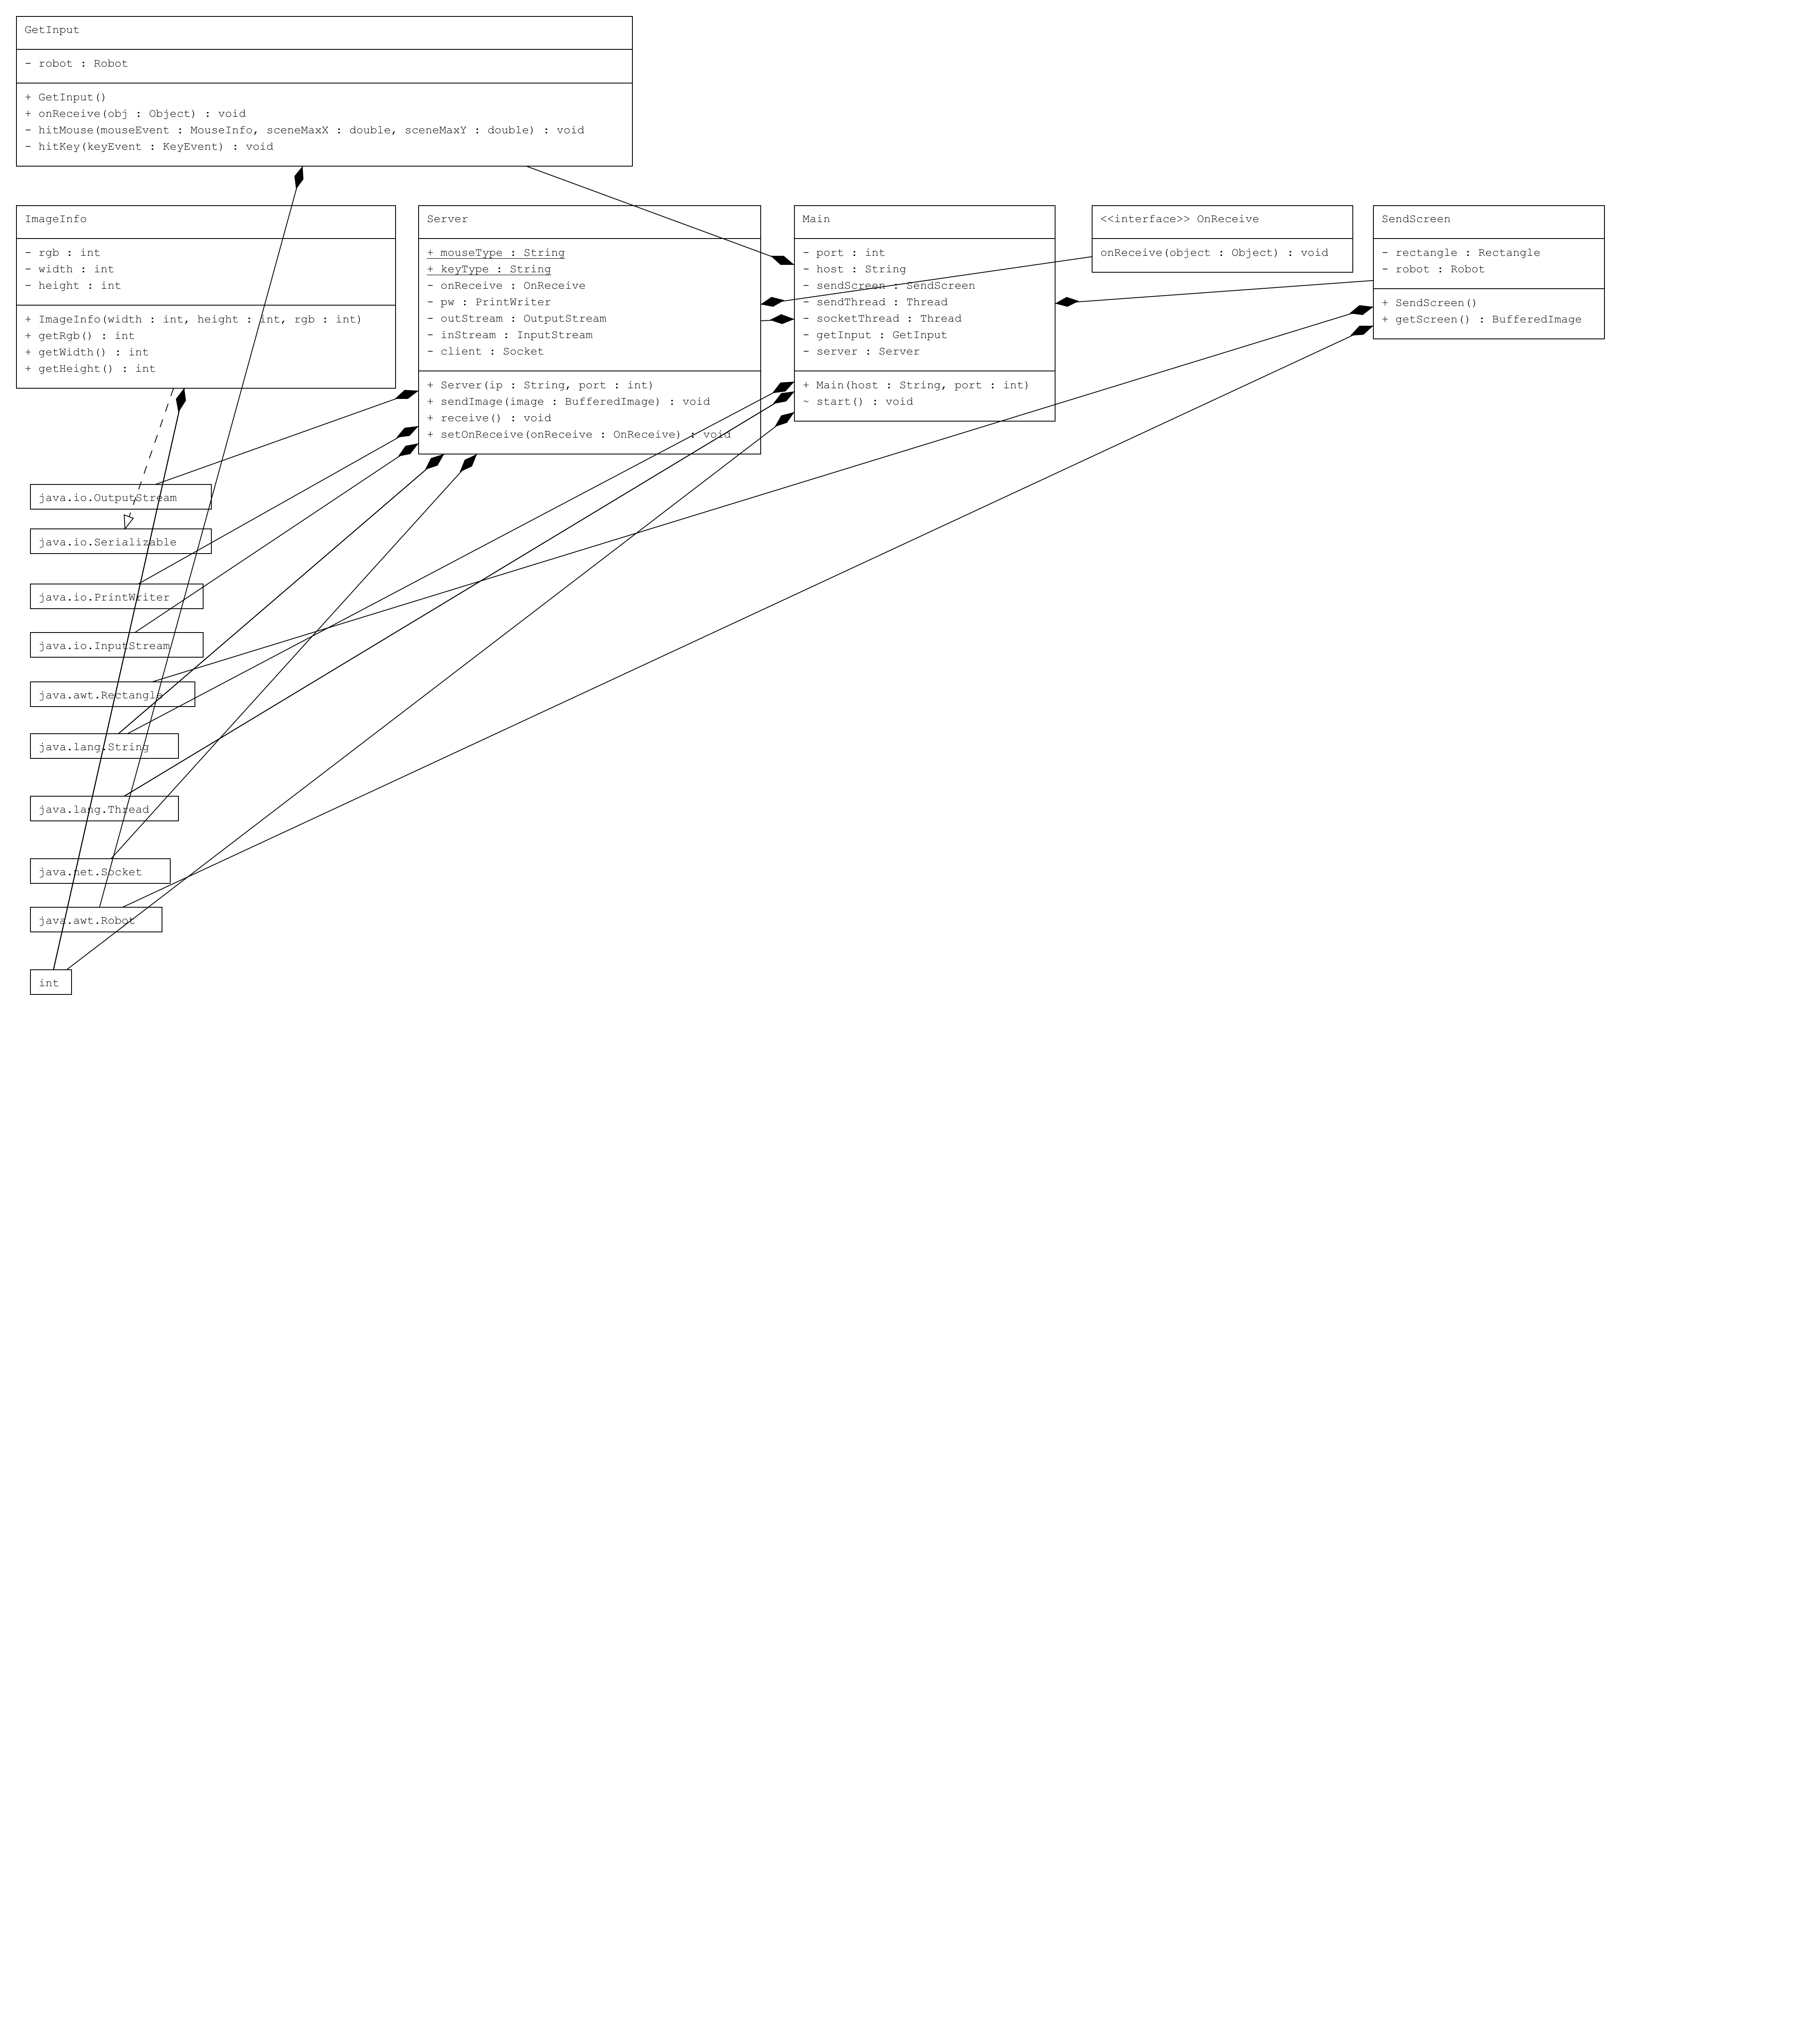 GetInput
- robot : Robot
+ GetInput()
+ onReceive(obj : Object) : void
- hitMouse(mouseEvent : MouseInfo, sceneMaxX : double, sceneMaxY : double) : void
- hitKey(keyEvent : KeyEvent) : void
ImageInfo
- rgb : int
- width : int
- height : int
+ ImageInfo(width : int, height : int, rgb : int)
+ getRgb() : int
+ getWidth() : int
+ getHeight() : int
Server
+ mouseType : String
+ keyType : String
- onReceive : OnReceive
- pw : PrintWriter
- outStream : OutputStream
- inStream : InputStream
- client : Socket
+ Server(ip : String, port : int)
+ sendImage(image : BufferedImage) : void
+ receive() : void
+ setOnReceive(onReceive : OnReceive) : void
Main
- port : int
- host : String
- sendScreen : SendScreen
- sendThread : Thread
- socketThread : Thread
- getInput : GetInput
- server : Server
+ Main(host : String, port : int)
~ start() : void
<<interface>> OnReceive
onReceive(object : Object) : void
SendScreen
- rectangle : Rectangle
- robot : Robot
+ SendScreen()
+ getScreen() : BufferedImage
java.io.OutputStream
java.io.Serializable
java.io.PrintWriter
java.io.InputStream
java.awt.Rectangle
java.lang.String
java.lang.Thread
java.net.Socket
java.awt.Robot
int